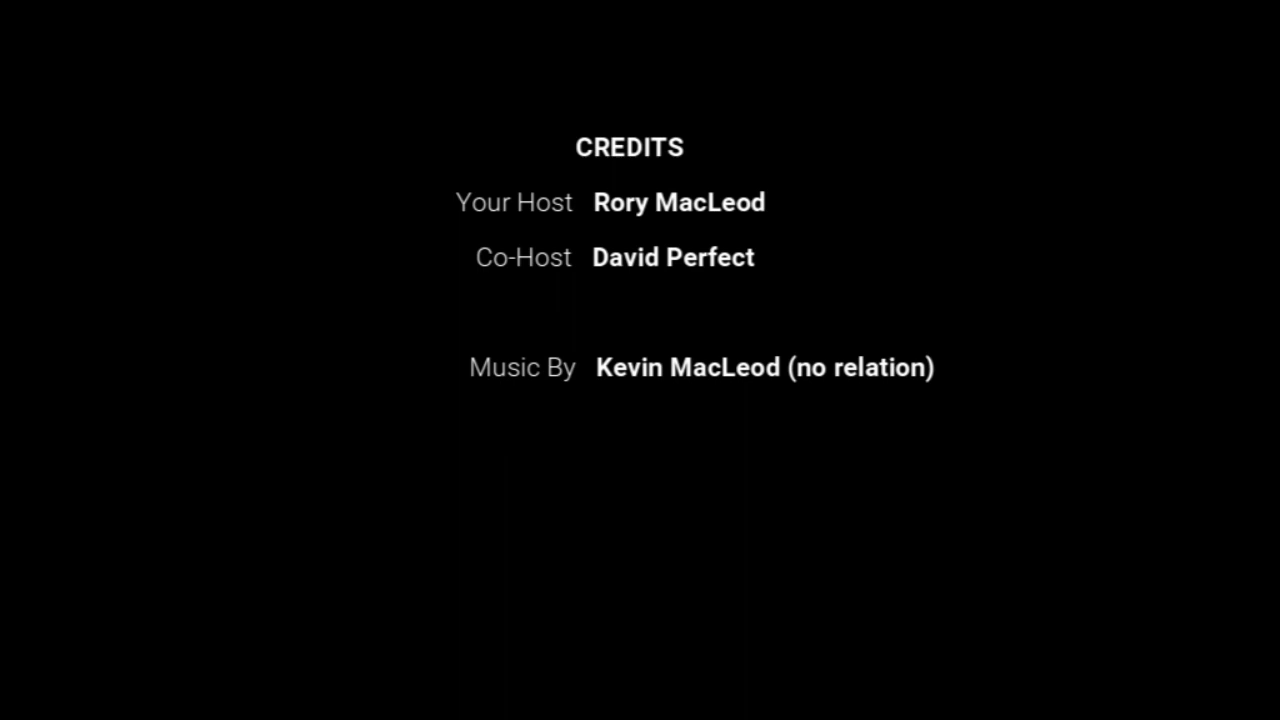 CREDITS
Your Host Rory MacLeod
Co-Host David Perfect
Music By Kevin MacLeod (no relation)